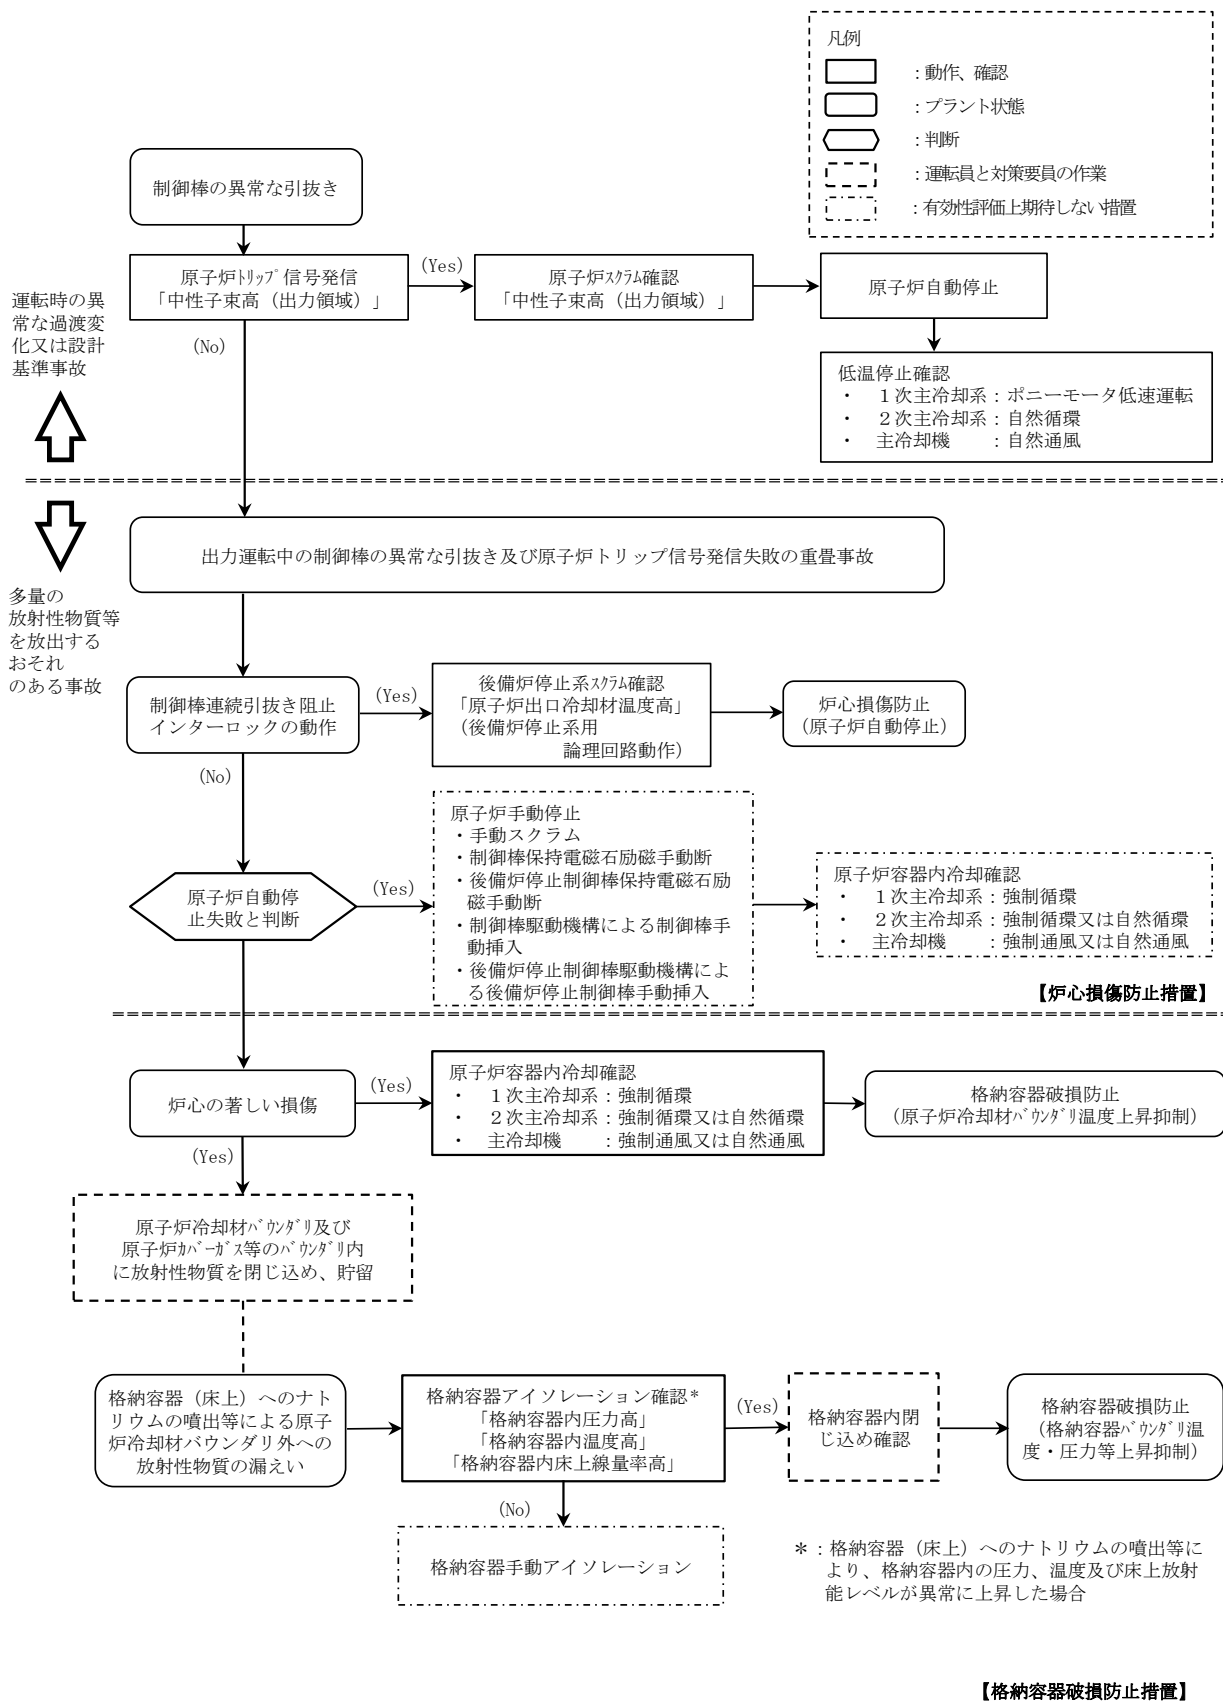 凡例
：動作、確認
：プラント状態
：判断
：運転員と対策要員の作業
：有効性評価上期待しない措置
制御棒の異常な引抜き
原子炉ﾄﾘｯﾌﾟ信号発信
「中性子束高（出力領域）」
(Yes)
原子炉ｽｸﾗﾑ確認
「中性子束高（出力領域）」
原子炉自動停止
運転時の異
常な過渡変
化又は設計
基準事故
(No)
低温停止確認
・　１次主冷却系：ポニーモータ低速運転
・　２次主冷却系：自然循環
・　主冷却機　　：自然通風
出力運転中の制御棒の異常な引抜き及び原子炉トリップ信号発信失敗の重畳事故
多量の
放射性物質等
を放出する
おそれ
のある事故
制御棒連続引抜き阻止
インターロックの動作
(Yes)
後備炉停止系ｽｸﾗﾑ確認
「原子炉出口冷却材温度高」
（後備炉停止系用
論理回路動作）
炉心損傷防止
（原子炉自動停止）
(No)
原子炉自動停
止失敗と判断
(Yes)
原子炉手動停止
・手動スクラム
・制御棒保持電磁石励磁手動断
・後備炉停止制御棒保持電磁石励
磁手動断
・制御棒駆動機構による制御棒手
動挿入
・後備炉停止制御棒駆動機構によ
る後備炉停止制御棒手動挿入
原子炉容器内冷却確認
・　１次主冷却系：強制循環
・　２次主冷却系：強制循環又は自然循環
・　主冷却機　　：強制通風又は自然通風
【炉心損傷防止措置】
炉心の著しい損傷
(Yes)
原子炉容器内冷却確認
・　１次主冷却系：強制循環
・　２次主冷却系：強制循環又は自然循環
・　主冷却機　　：強制通風又は自然通風
格納容器破損防止
（原子炉冷却材ﾊﾞｳﾝﾀﾞﾘ温度上昇抑制）
(Yes)
原子炉冷却材ﾊﾞｳﾝﾀﾞﾘ及び
原子炉ｶﾊﾞｰｶﾞｽ等のﾊﾞｳﾝﾀﾞﾘ内
に放射性物質を閉じ込め、貯留
格納容器（床上）へのナト
リウムの噴出等による原子
炉冷却材バウンダリ外への
放射性物質の漏えい
格納容器アイソレーション確認*
「格納容器内圧力高」
「格納容器内温度高」
「格納容器内床上線量率高」
(Yes)
格納容器内閉
じ込め確認
格納容器破損防止
（格納容器ﾊﾞｳﾝﾀﾞﾘ温
度・圧力等上昇抑制）
(No)
格納容器手動アイソレーション
＊：格納容器（床上）へのナトリウムの噴出等に
より、格納容器内の圧力、温度及び床上放射
能レベルが異常に上昇した場合
【格納容器破損防止措置】